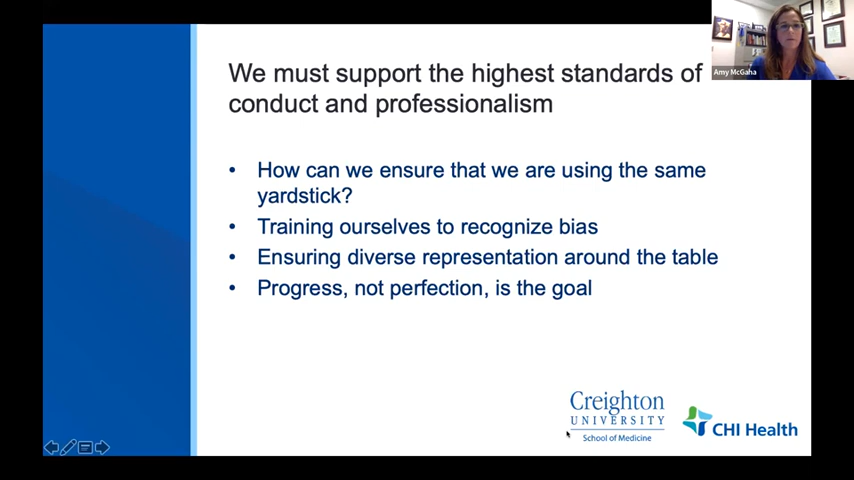 Amy McGaha
We must support the highest standards of
conduct and professionalism
• How can we ensure that we are using the same
yardstick?
• Training ourselves to recognize bias
• Ensuring diverse representation around the table
• Progress, not perfection, is the goal
Creighton
UNIVERSITY
School of Medicine
CHI Health